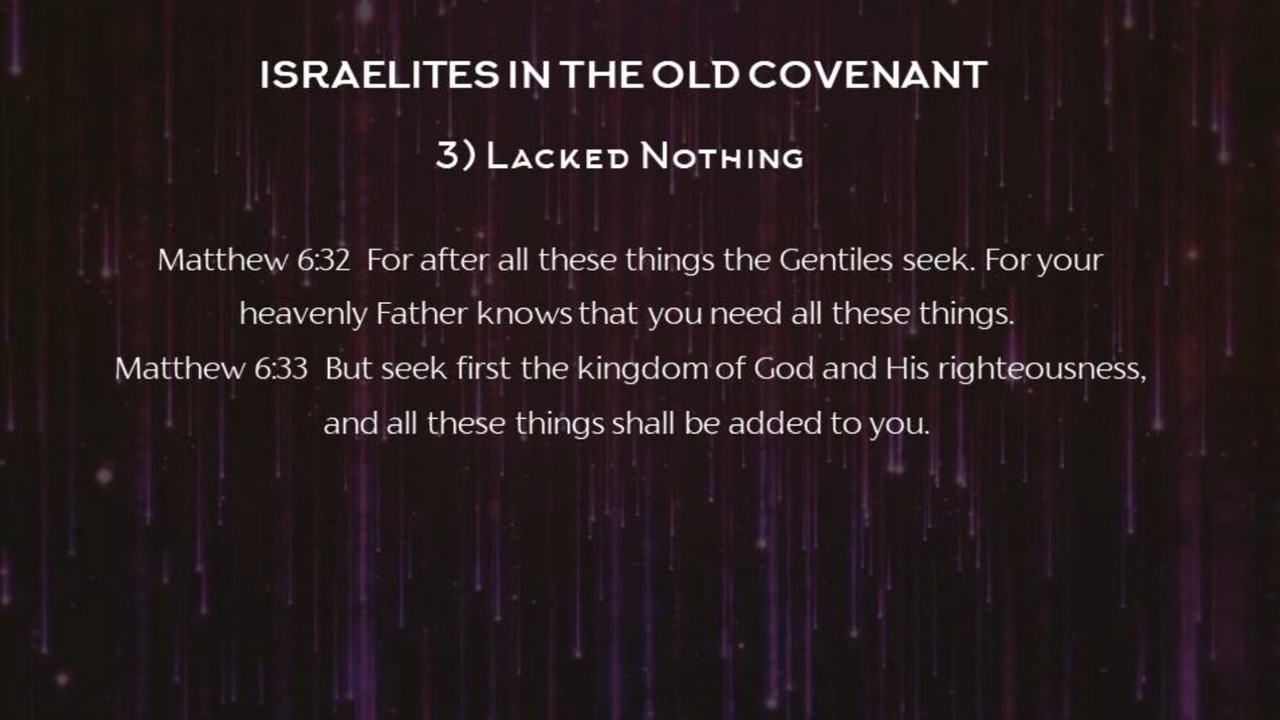 ISRAELITES IN THE OLD COVENANT
3) LACKED NOTHING
Matthew 6:32 For after all these things the Gentiles seek. For your
heavenly Father knows that you need all these things.
Matthew 6:33 But seek first the kingdom of God and His righteousness,
and all these things shall be added to you.